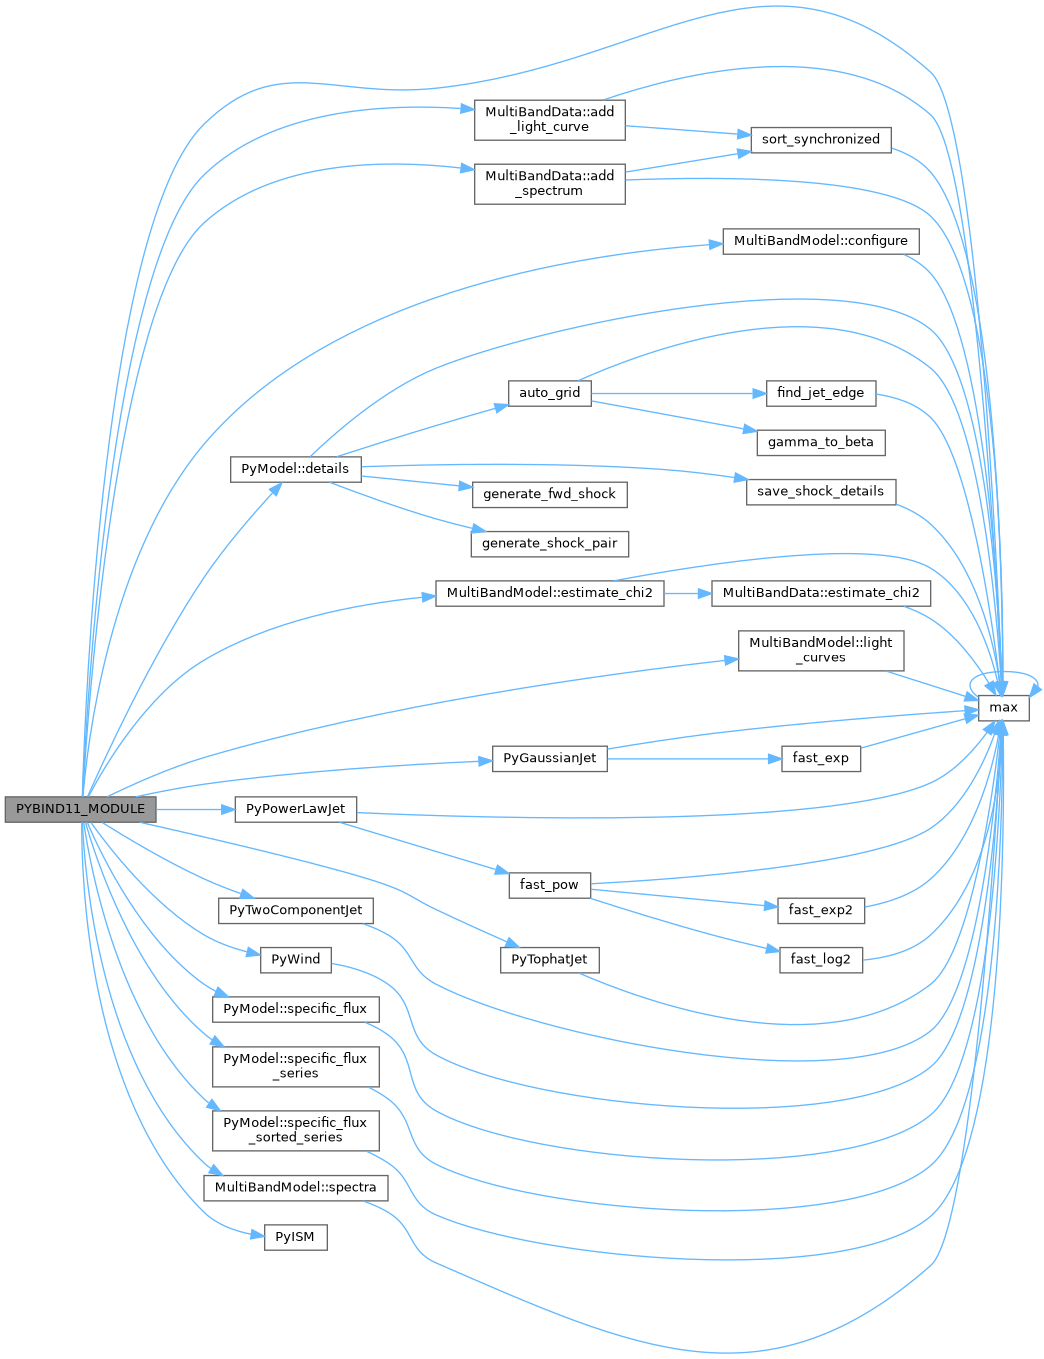 MultiBandData::add
_light_curve
sort_synchronized
MultiBandData::add
_spectrum
MultiBandModel::configure
auto_grid
find_jet_edge
gamma_to_beta
PyModel::details
save_shock_details
generate_fwd_shock
generate_shock_pair
MultiBandModel::estimate_chi2
MultiBandData::estimate_chi2
MultiBandModel::light
_curves
max
PyGaussianJet
fast_exp
PYBIND11_MODULE
PyPowerLawJet
fast_pow
PyTwoComponentJet
fast_exp2
PyWind
PyTophatJet
fast_log2
PyModel::specific_flux
PyModel::specific_flux
_series
PyModel::specific_flux
_sorted_series
MultiBandModel::spectra
PyISM